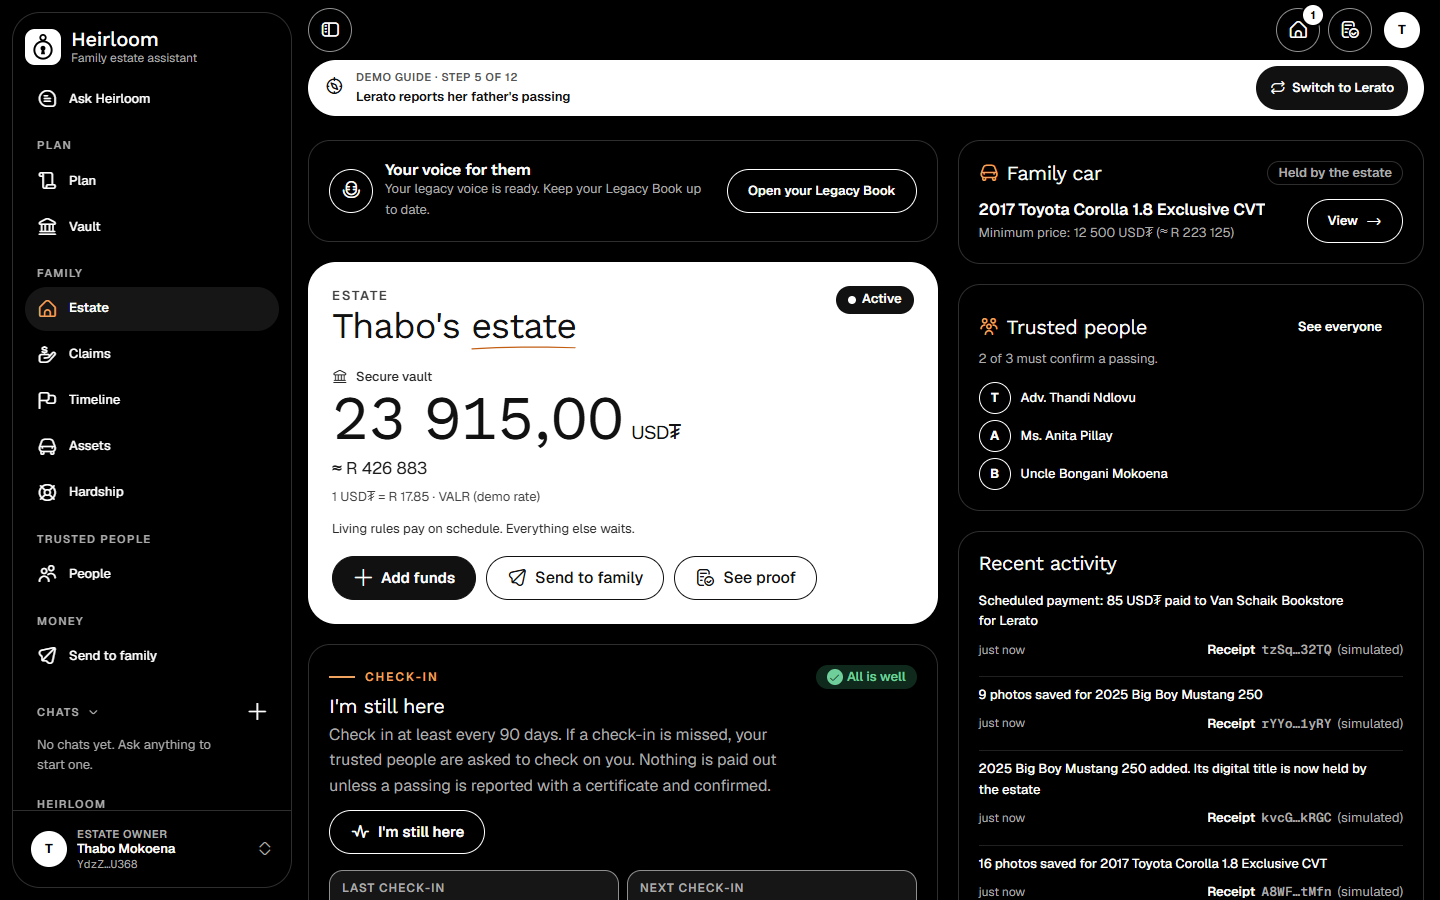 Heirloom
Family estate assistant
Ask Heirloom
PLAN
Plan
Vault
FAMILY
Estate
Claims
Timeline
Assets
Hardship
TRUSTED PEOPLE
People
MONEY
Send to family
CHATS
No chats yet. Ask anything to
start one.
HEIRLOOM
T
ESTATE OWNER
Thabo Mokoena
YdzZ...U368
1
T
DEMO GUIDE · STEP 5 OF 12
Lerato reports her father's passing
Switch to Lerato
Your voice for them
Your legacy voice is ready. Keep your Legacy Book up
to date.
Open your Legacy Book
ESTATE
Active
Thabo's estate
Secure vault
23 915,00 USD₮
≈ R 426 883
1 USD₮ = R 17.85 · VALR (demo rate)
Living rules pay on schedule. Everything else waits.
Add funds
Send to family
See proof
CHECK-IN
All is well
I'm still here
Check in at least every 90 days. If a check-in is missed, your
trusted people are asked to check on you. Nothing is paid out
unless a passing is reported with a certificate and confirmed.
I'm still here
LAST CHECK-IN
NEXT CHECK-IN
Family car
Held by the estate
2017 Toyota Corolla 1.8 Exclusive CVT
Minimum price: 12 500 USD₮ (≈ R 223 125)
View →
Trusted people
See everyone
2 of 3 must confirm a passing.
T Adv. Thandi Ndlovu
A Ms. Anita Pillay
B Uncle Bongani Mokoena
Recent activity
Scheduled payment: 85 USD₮ paid to Van Schaik Bookstore
for Lerato
just now Receipt tzSq…32TQ (simulated)
9 photos saved for 2025 Big Boy Mustang 250
just now Receipt rYYo…1yRY (simulated)
2025 Big Boy Mustang 250 added. Its digital title is now held by
the estate
just now Receipt kvcG…kRGC (simulated)
16 photos saved for 2017 Toyota Corolla 1.8 Exclusive CVT
just now Receipt A8WF…tMfn (simulated)